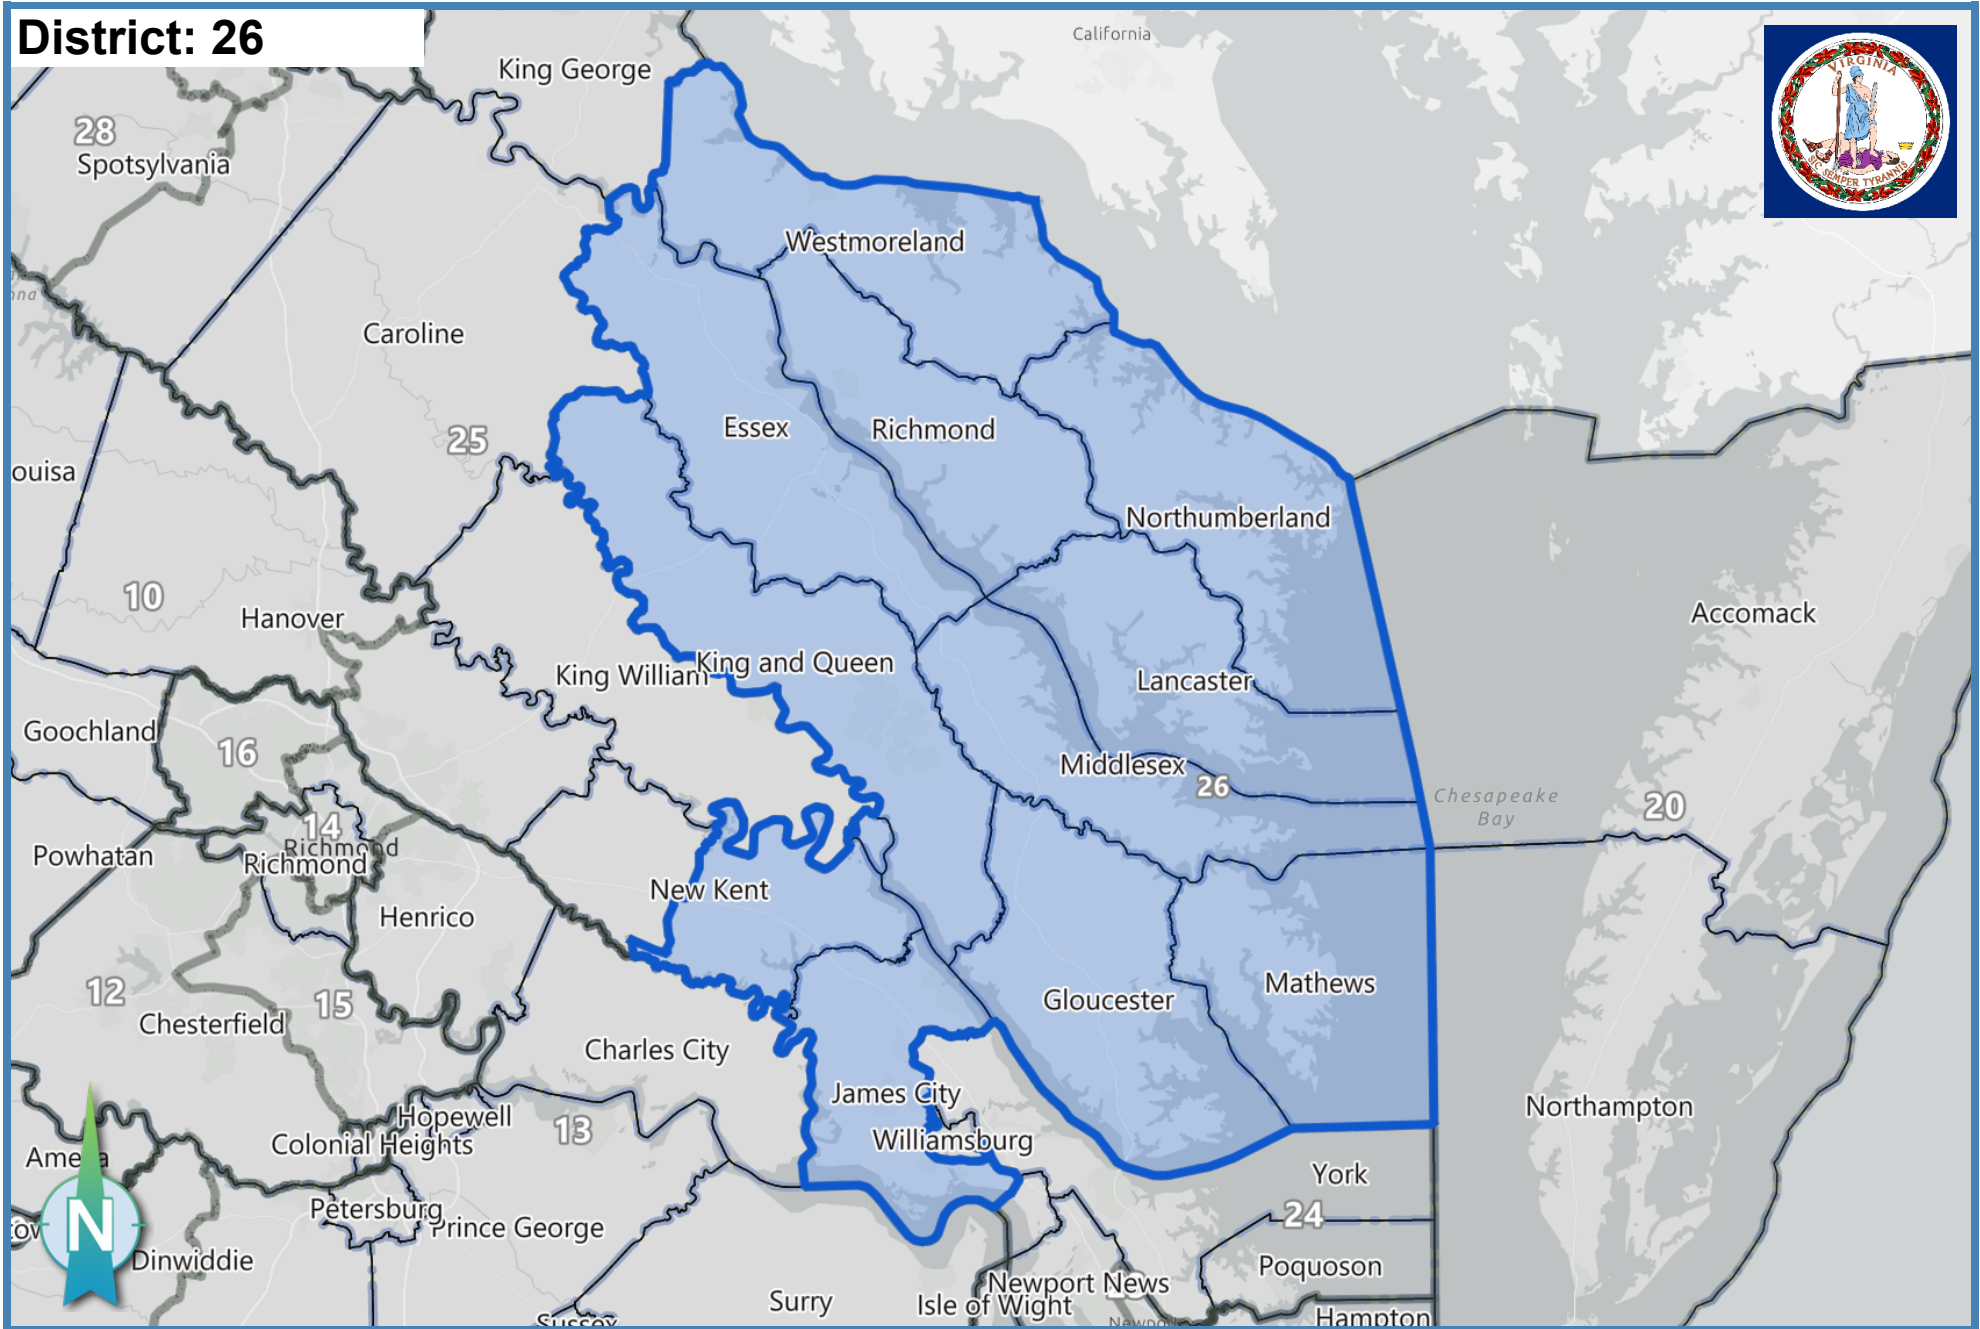 District: 26
California
King George
VIRGINIA
SIC SEMPER TYRANNIS
28
Spotsylvania
Westmoreland
nna
Caroline
Essex
Richmond
25
ouisa
Northumberland
10
Hanover
Accomack
King and Queen
King William
Lancaster
Goochland
16
Middlesex
26
Chesapeake
Bay
20
14
Richmond
Powhatan
Richmond
New Kent
Henrico
Mathews
12
Gloucester
15
Chesterfield
Charles City
James City
Northampton
Hopewell
13
Colonial Heights
Williamsburg
Ame a
York
Petersburg
24
N
Prince George
Dinwiddie
Poquoson
Newport News
Surry
Isle of Wight
Sussex
Hampton